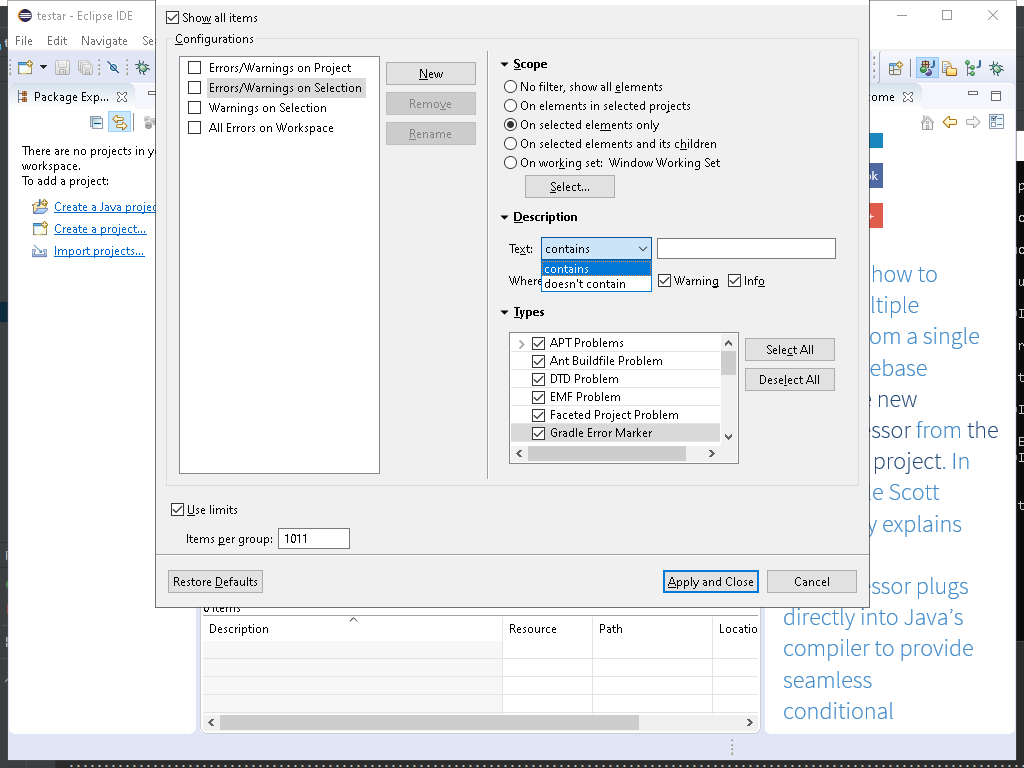 testar - Eclipse IDE
File Edit Navigate Se
Package Exp...
There are no projects in y
workspace.
To add a project:
Create a Java projec
Create a project...
Import projects...
Show all items
Configurations
Errors/Warnings on Project
Errors/Warnings on Selection
Warnings on Selection
All Errors on Workspace
New
Remove
Rename
Scope
No filter, show all elements
On elements in selected projects
On selected elements only
On selected elements and its children
On working set: Window Working Set
Select...
Description
Text: contains
contains
doesn't contain
Where
Warning
Info
Types
APT Problems
Ant Buildfile Problem
DTD Problem
EMF Problem
Faceted Project Problem
Gradle Error Marker
Select All
Deselect All
Use limits
Items per group: 1011
Restore Defaults
Apply and Close
Cancel
0 items
Description Resource Path Locatio
ome
ok
+
how to
ltiple
om a single
ebase
e new
essor from the
project. In
le Scott
y explains
ssor plugs
directly into Java’s
compiler to provide
seamless
conditional